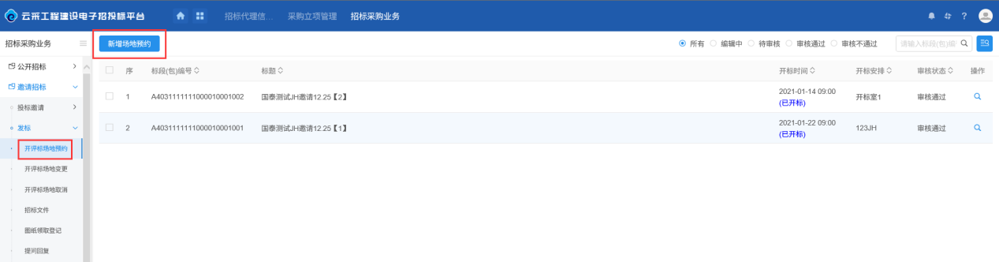 云采工程建设电子招投标平台 招标代理信... 采购立项管理 招标采购业务 ?
招标采购业务 新增场地预约 所有 编辑中 待审核 审核通过 审核不通过 请输入标段(包)编
公开招标
邀请招标
投标邀请
发标
开评标场地预约
开评标场地变更
开评标场地取消
招标文件
图纸领取登记
提问回复
序 标段(包)编号 标题 开标时间 开标安排 审核状态 操作
1 A4031111111000010001002 国泰测试JH邀请12.25【2】 2021-01-14 09:00 开标室1 审核通过
(已开标)
2 A4031111111000010001001 国泰测试JH邀请12.25【1】 2021-01-22 09:00 123JH 审核通过
(已开标)